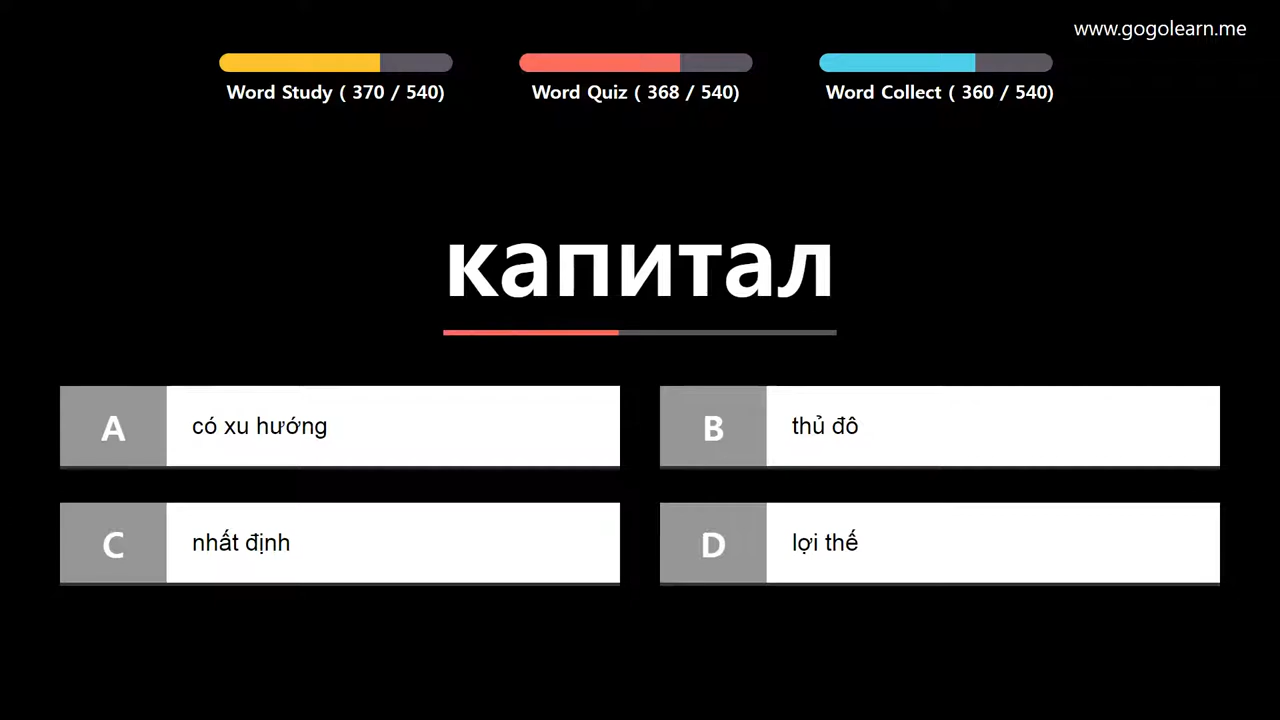 www.gogolearn.me
Word Study ( 370 / 540)
Word Quiz ( 368 / 540)
Word Collect ( 360 / 540)
капитал
A
có xu hướng
B
thủ đô
C
nhất định
D
lợi thế